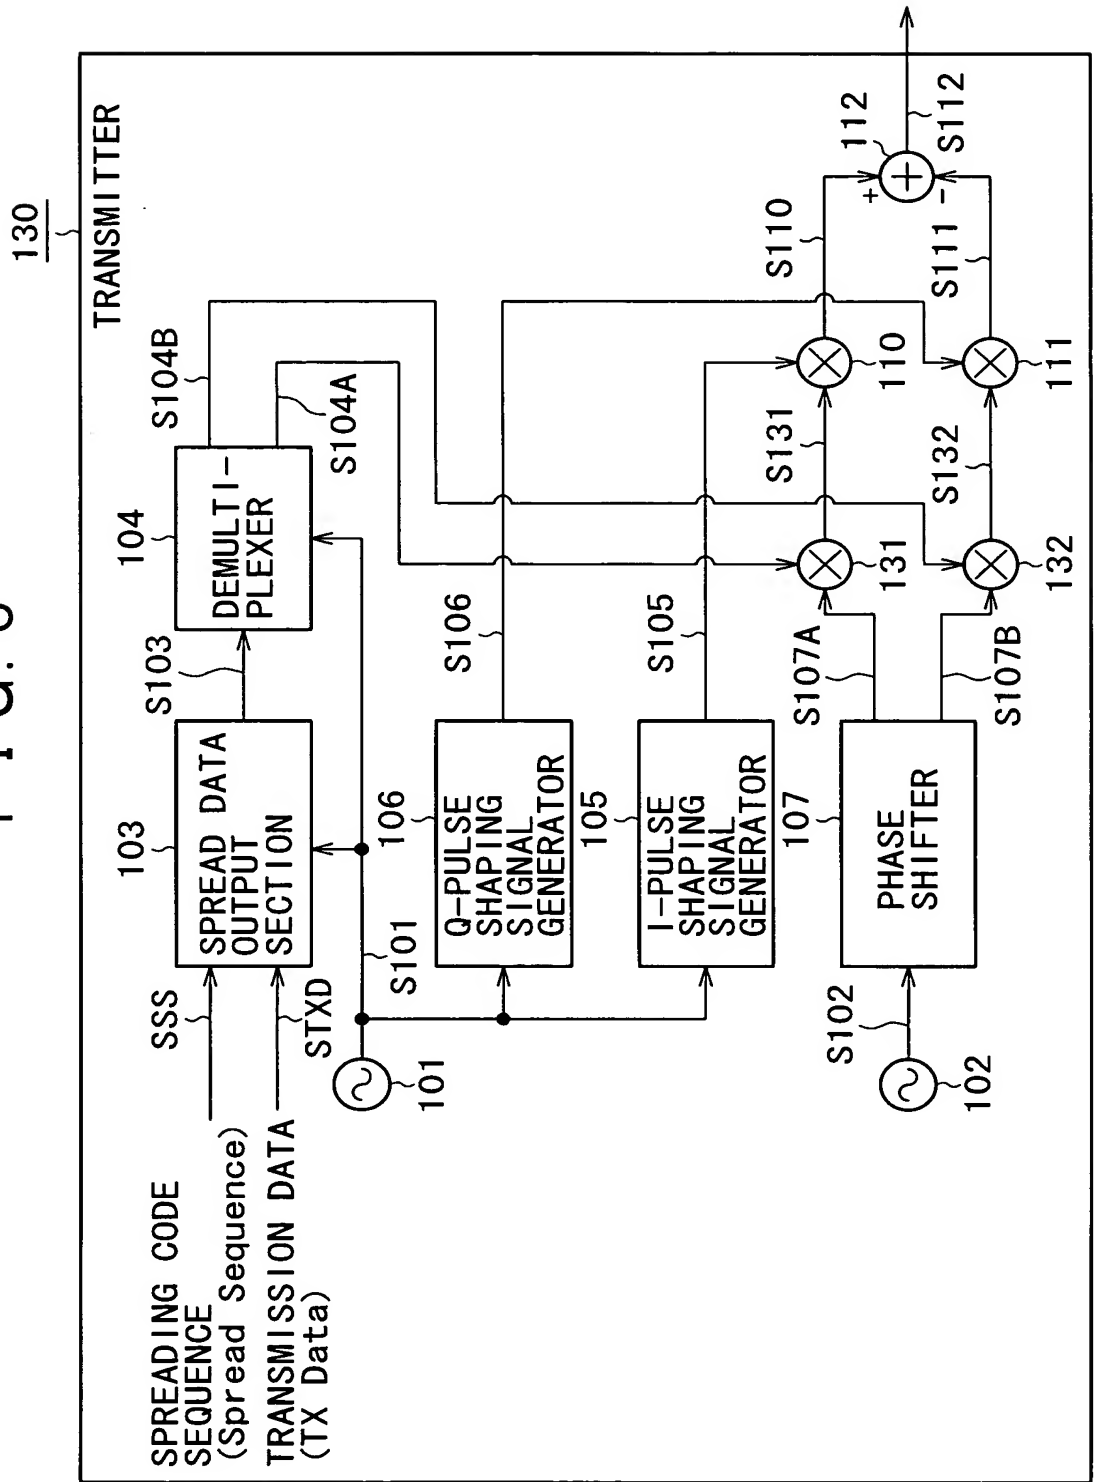 130
TRANSMITTER
SPREADING CODE
SEQUENCE
(Spread Sequence)
TRANSMISSION DATA
(TX Data)
SSS
STXD
103
SPREAD DATA
OUTPUT
SECTION
S103
104
DEMULTI-
PLEXER
S104B
S104A
101
S101
106
Q-PULSE
SHAPING
SIGNAL
GENERATOR
S106
105
I-PULSE
SHAPING
SIGNAL
GENERATOR
S105
102
S102
107
PHASE
SHIFTER
S107A
S107B
131
S131
132
S132
110
S110
111
S111
112
+
-
S112